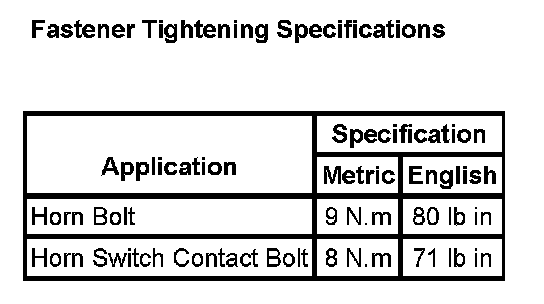 Fastener Tightening Specifications
Application
Specification
Metric English
Horn Bolt 9 N.m 80 lb in
Horn Switch Contact Bolt 8 N.m 71 lb in